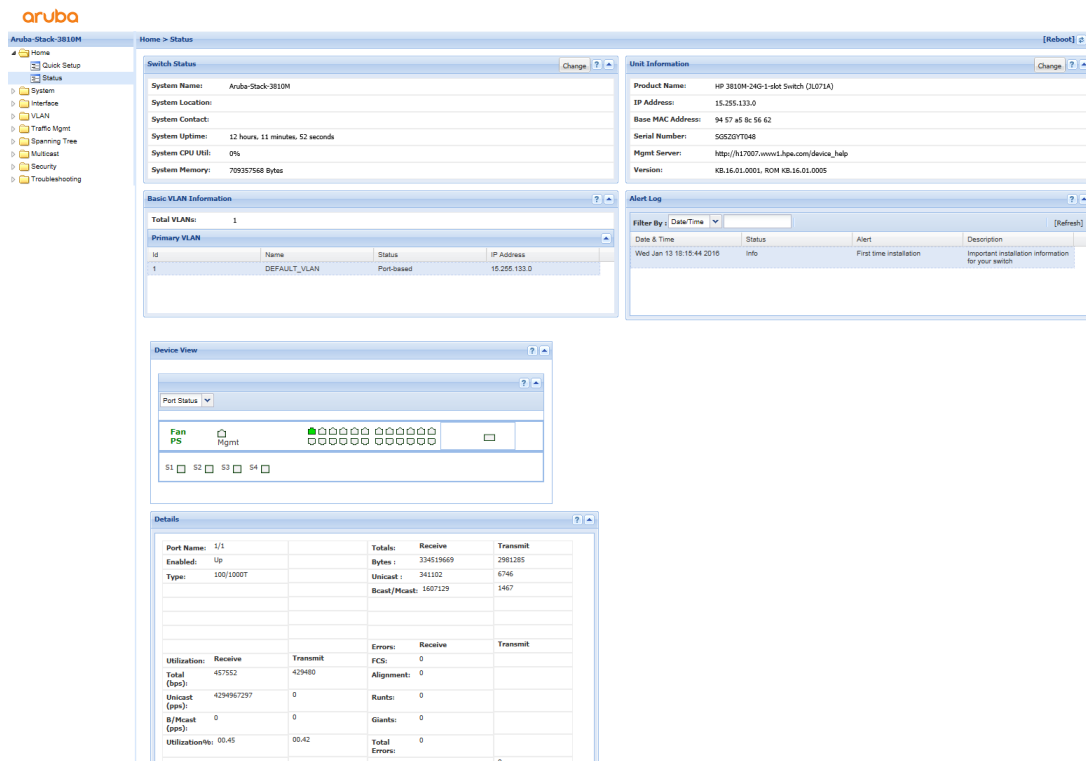 aruba
Aruba-Stack-3810M
Home > Status
[Reboot]
Home
Quick Setup
Status
System
Interface
VLAN
Traffic Mgmt
Spanning Tree
Multicast
Security
Troubleshooting
Switch Status
Change ?
System Name: Aruba-Stack-3810M
System Location:
System Contact:
System Uptime: 12 hours, 11 minutes, 52 seconds
System CPU Util: 0%
System Memory: 709357568 Bytes
Unit Information
Change ?
Product Name: HP 3810M-24G-1-slot Switch (JL071A)
IP Address: 15.255.133.0
Base MAC Address: 94 57 a5 8c 56 62
Serial Number: SG5ZGYT048
Mgmt Server: http://h17007.www1.hpe.com/device_help
Version: KB.16.01.0001, ROM KB.16.01.0005
Basic VLAN Information ?
Total VLANs: 1
Primary VLAN
Id Name Status IP Address
1 DEFAULT_VLAN Port-based 15.255.133.0
Alert Log ?
Filter By : Date/Time [Refresh]
Date & Time Status Alert Description
Wed Jan 13 18:15:44 2016 Info First time installation Important installation information
for your switch
Device View ?
?
Port Status
Fan
PS
Mgmt
S1 S2 S3 S4
Details ?
Port Name: 1/1 Totals: Receive Transmit
Enabled: Up Bytes : 334519669 2981285
Type: 100/1000T Unicast : 341102 6746
Bcast/Mcast: 1607129 1467
Errors: Receive Transmit
Utilization: Receive Transmit FCS: 0
Total (bps): 457552 429480 Alignment: 0
Unicast (pps): 4294967297 0 Runts: 0
B/Mcast (pps): 0 0 Giants: 0
Utilization%: 00.45 00.42 Total Errors: 0